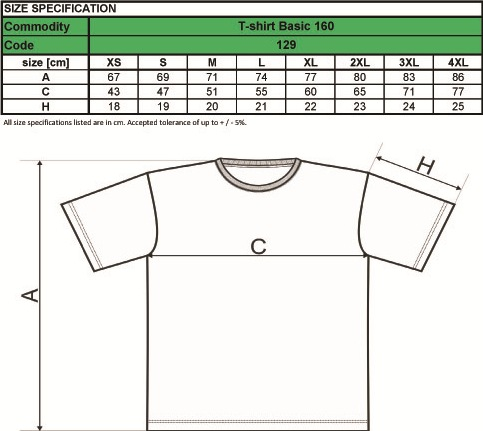 SIZE SPECIFICATION
Commodity T-shirt Basic 160
Code 129
size [cm] XS S M L XL 2XL 3XL 4XL
A 67 69 71 74 77 80 83 86
C 43 47 51 55 60 65 71 77
H 18 19 20 21 22 23 24 25
All size specifications listed are in cm. Accepted tolerance of up to + / - 5%.
H
C
A